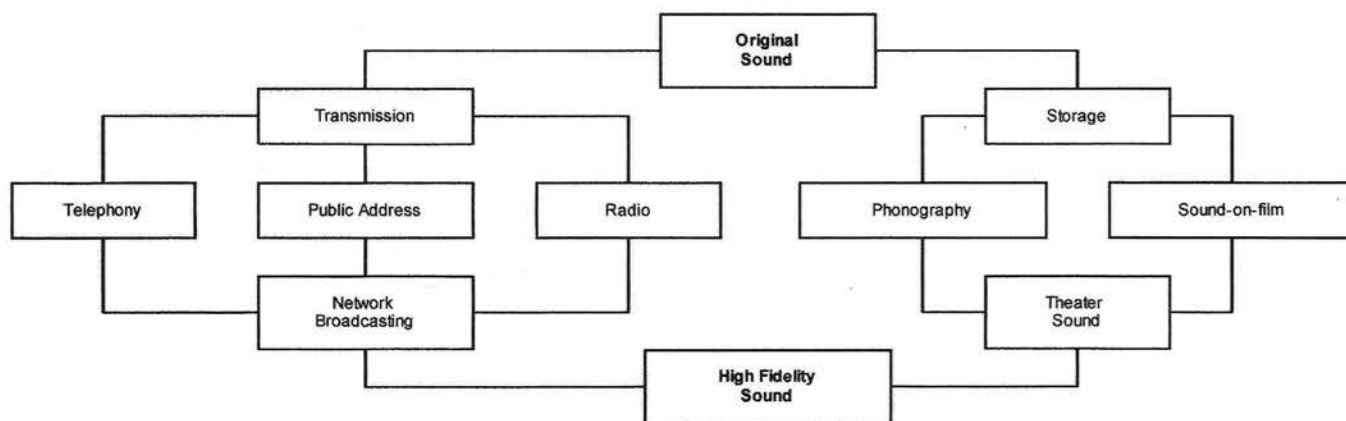 Original
Sound
Transmission
Storage
Telephony
Public Address
Radio
Phonography
Sound-on-film
Network
Broadcasting
Theater
Sound
High Fidelity
Sound